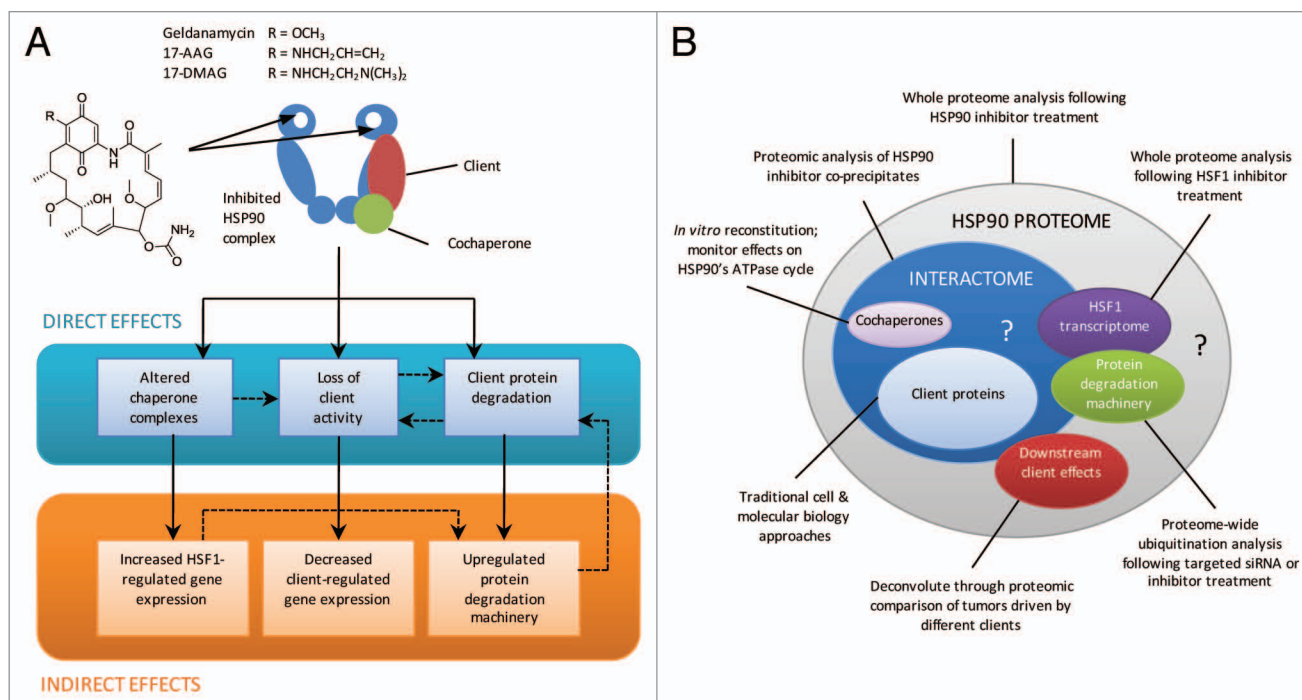 A
Geldanamycin R = OCH₃
17-AAG R = NHCH₂CH=CH₂
17-DMAG R = NHCH₂CH₂N(CH₃)₂
R
O
O
O
NH
OH
O
O
O
NH₂
O
Inhibited
HSP90
complex
Client
Cochaperone
DIRECT EFFECTS
Altered
chaperone
complexes
Loss of
client
activity
Client protein
degradation
Increased HSF1-
regulated gene
expression
Decreased
client-regulated
gene expression
Upregulated
protein
degradation
machinery
INDIRECT EFFECTS
B
Whole proteome analysis following
HSP90 inhibitor treatment
Proteomic analysis of HSP90
inhibitor co-precipitates
Whole proteome analysis
following HSF1 inhibitor
treatment
In vitro reconstitution;
monitor effects on
HSP90's ATPase cycle
HSP90 PROTEOME
INTERACTOME
Cochaperones
?
HSF1
transcriptome
?
Protein
degradation
machinery
Client proteins
Downstream
client effects
Traditional cell &
molecular biology
approaches
Deconvolute through proteomic
comparison of tumors driven by
different clients
Proteome-wide
ubiquitination analysis
following targeted siRNA or
inhibitor treatment